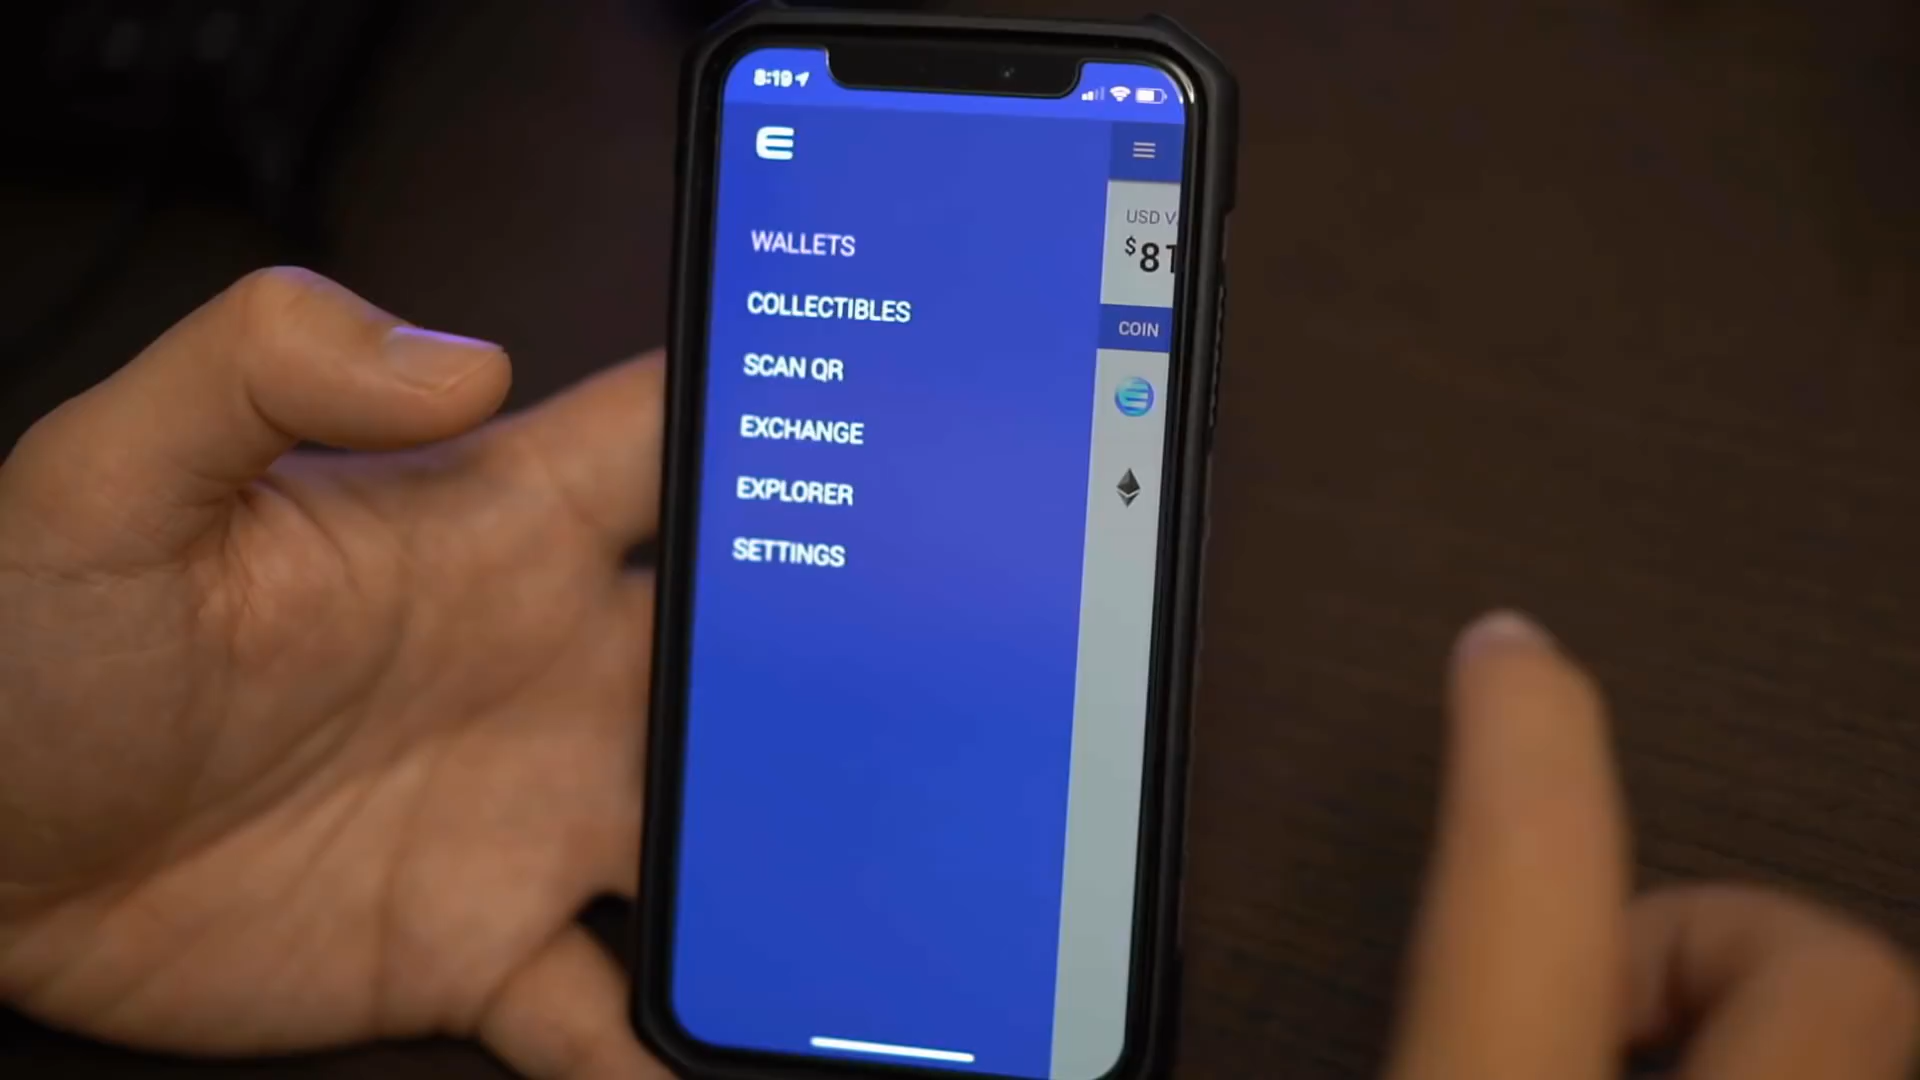 8:19
WALLETS
COLLECTIBLES
SCAN QR
EXCHANGE
EXPLORER
SETTINGS
USD
$81
COIN